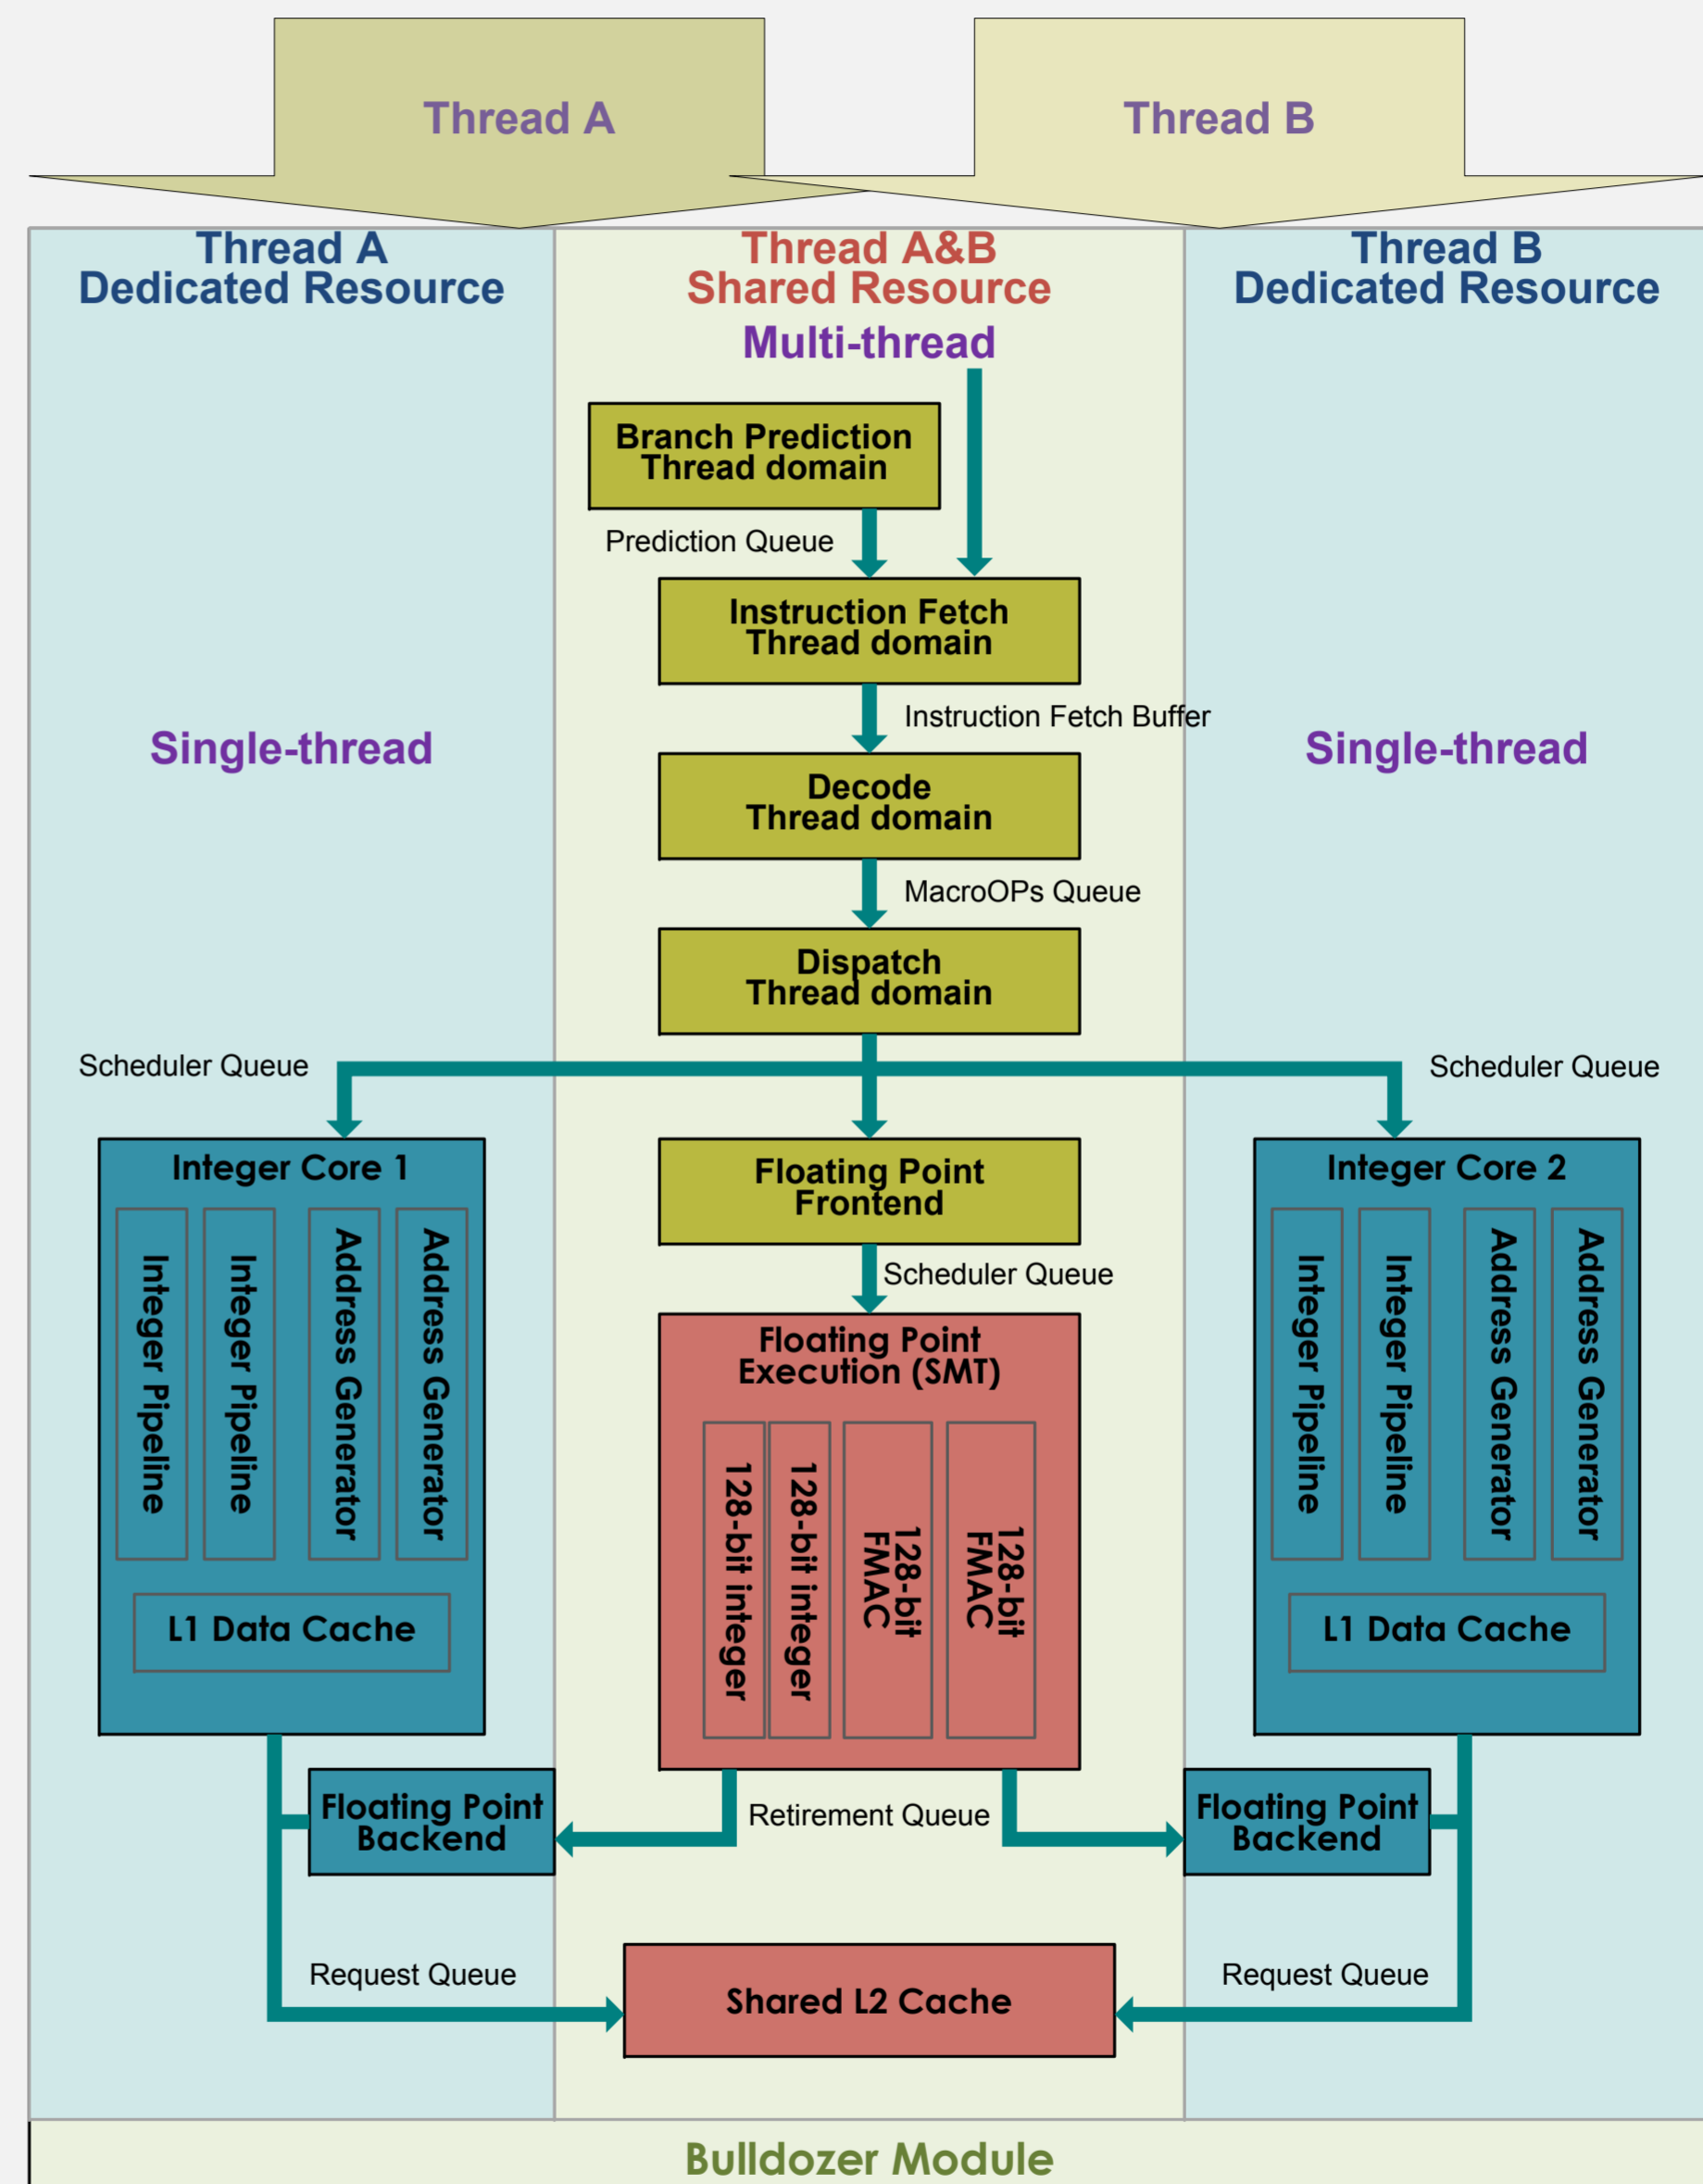 Thread A
Thread B
Thread A
Dedicated Resource
Thread A&B
Shared Resource
Thread B
Dedicated Resource
Multi-thread
Branch Prediction
Thread domain
Prediction Queue
Instruction Fetch
Thread domain
Instruction Fetch Buffer
Single-thread
Single-thread
Decode
Thread domain
MacroOPs Queue
Dispatch
Thread domain
Scheduler Queue
Scheduler Queue
Integer Core 1
Integer Pipeline
Integer Pipeline
Address Generator
Address Generator
L1 Data Cache
Floating Point
Frontend
Scheduler Queue
Floating Point
Execution (SMT)
128-bit integer
128-bit integer
128-bit
FMAC
128-bit
FMAC
Integer Core 2
Integer Pipeline
Integer Pipeline
Address Generator
Address Generator
L1 Data Cache
Floating Point
Backend
Retirement Queue
Floating Point
Backend
Request Queue
Shared L2 Cache
Request Queue
Bulldozer Module